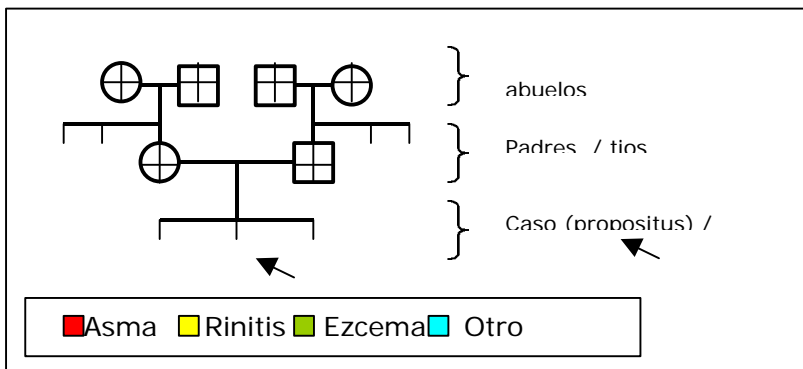 abuelos
Padres / tios
Caso (propositus) /
Asma Rinitis Ezcema Otro